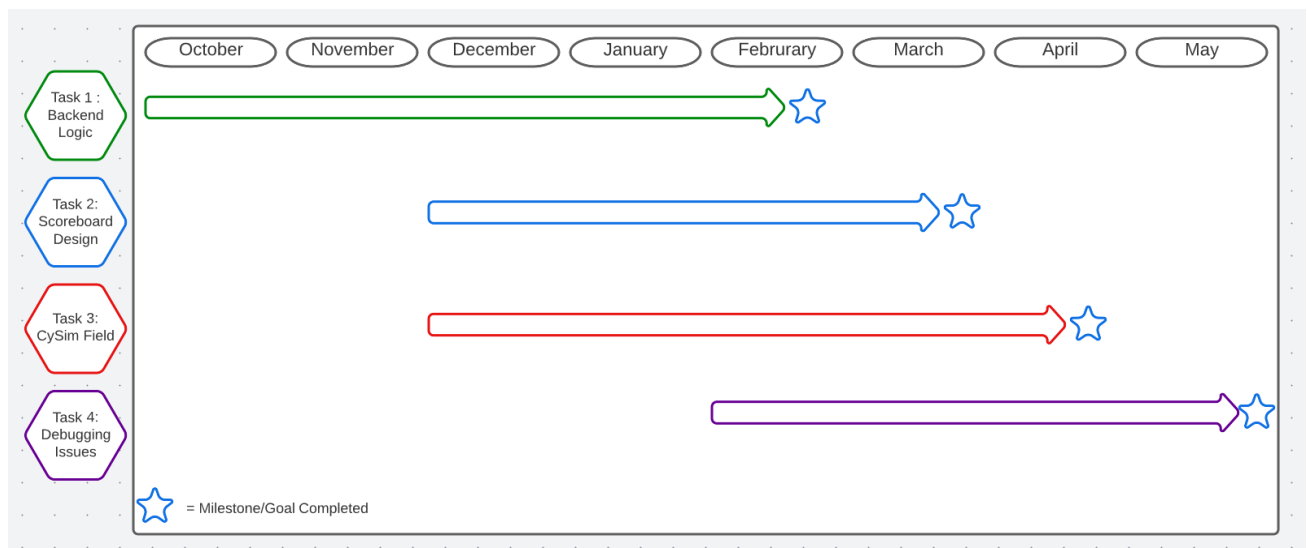 October
November
December
January
Februrary
March
April
May
Task 1 :
Backend
Logic
Task 2:
Scoreboard
Design
Task 3:
CySim Field
Task 4:
Debugging
Issues
= Milestone/Goal Completed